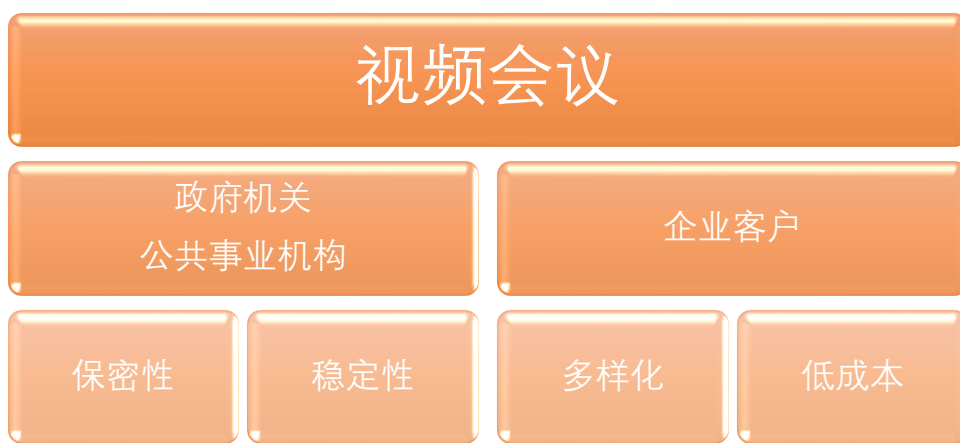 视频会议
政府机关
公共事业机构
企业客户
保密性
稳定性
多样化
低成本